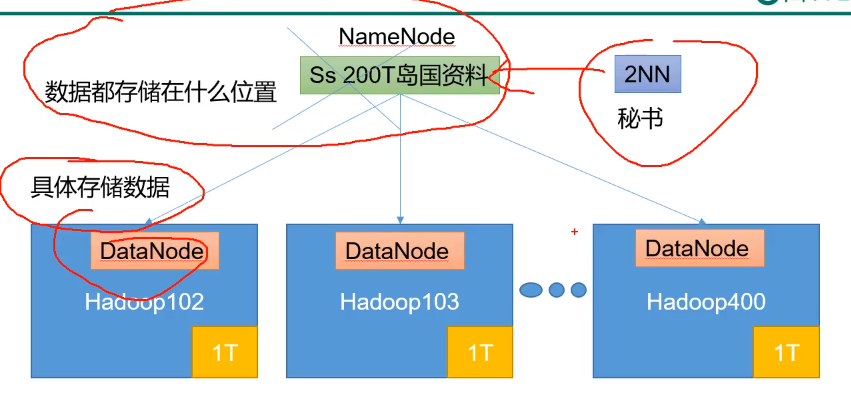 NameNode
Ss 200T岛国资料
2NN
数据都存储在什么位置
秘书
具体存储数据
DataNode
DataNode
DataNode
Hadoop102
Hadoop103
Hadoop400
1T
1T
1T